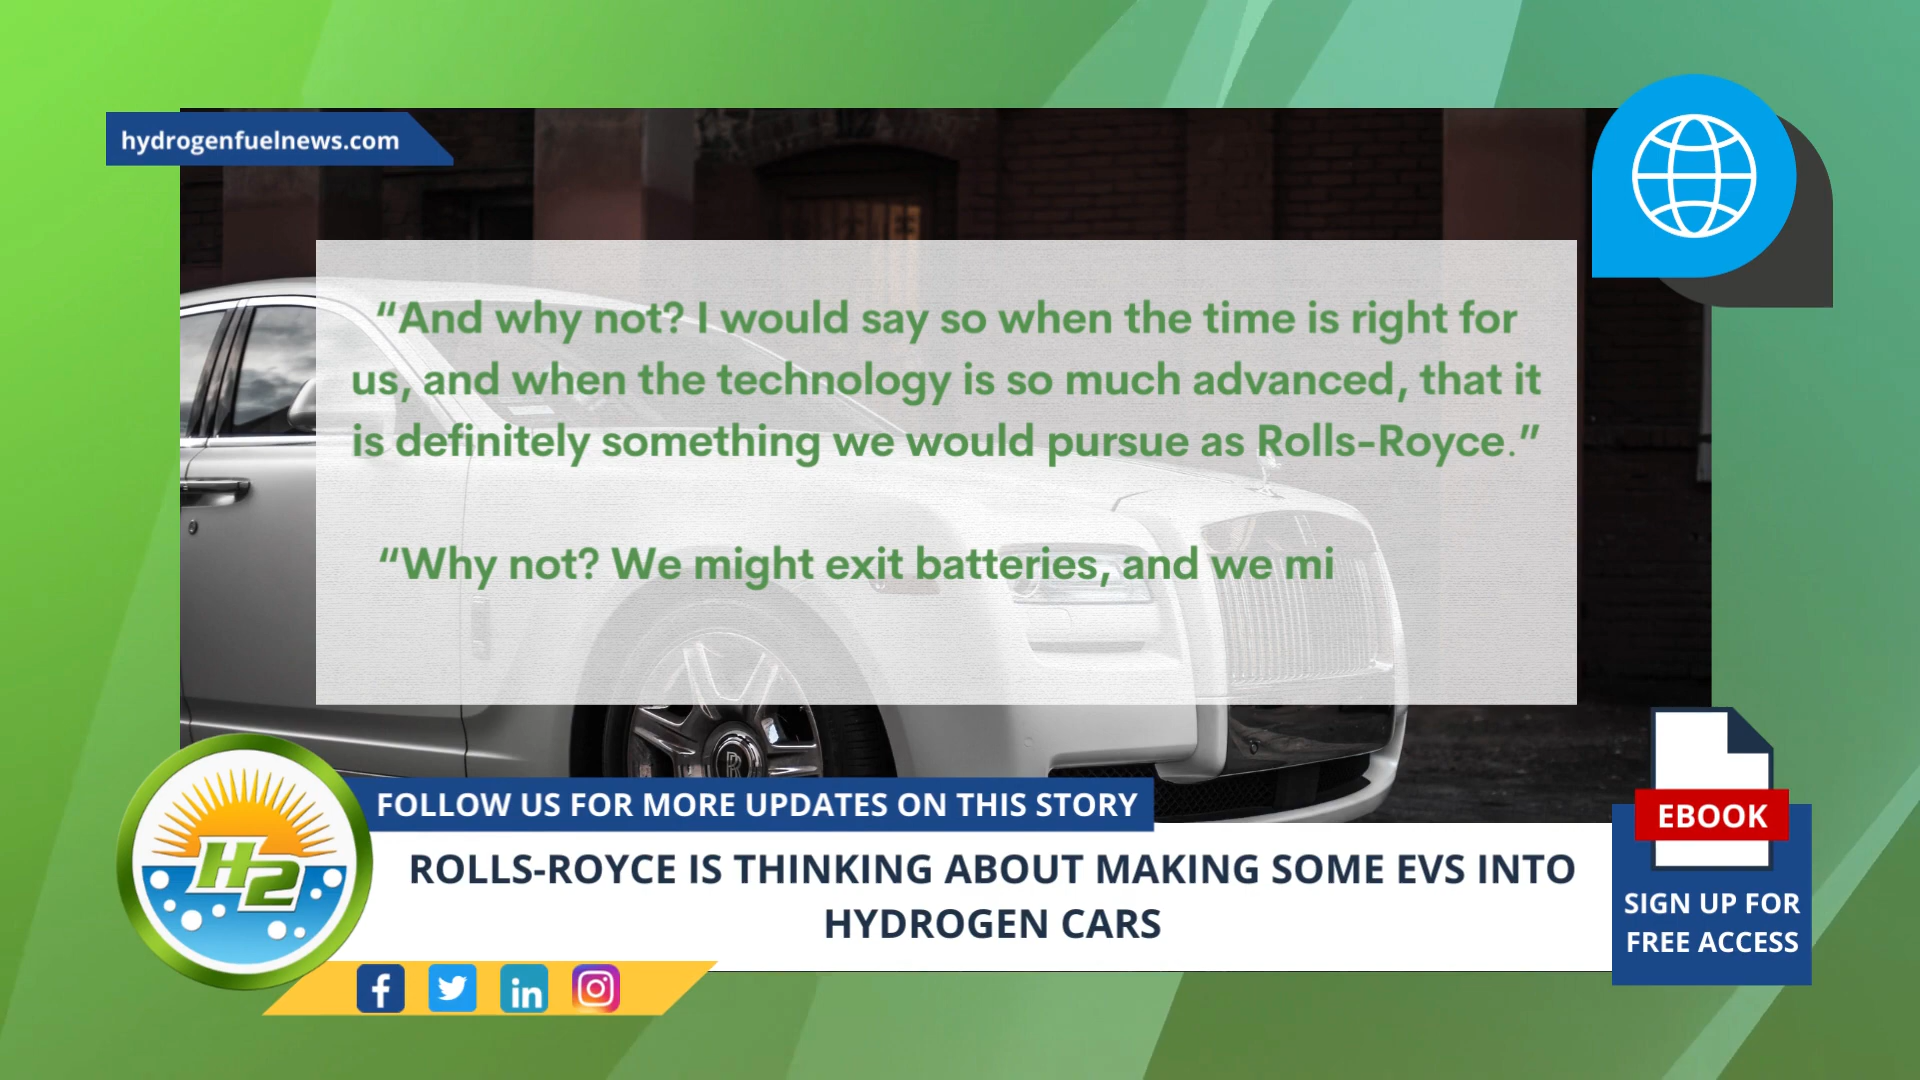 hydrogenfuelnews.com
“And why not? I would say so when the time is right for
us, and when the technology is so much advanced, that it
is definitely something we would pursue as Rolls-Royce.”
“Why not? We might exit batteries, and we mi
FOLLOW US FOR MORE UPDATES ON THIS STORY
ROLLS-ROYCE IS THINKING ABOUT MAKING SOME EVS INTO
HYDROGEN CARS
H2
EBOOK
SIGN UP FOR
FREE ACCESS